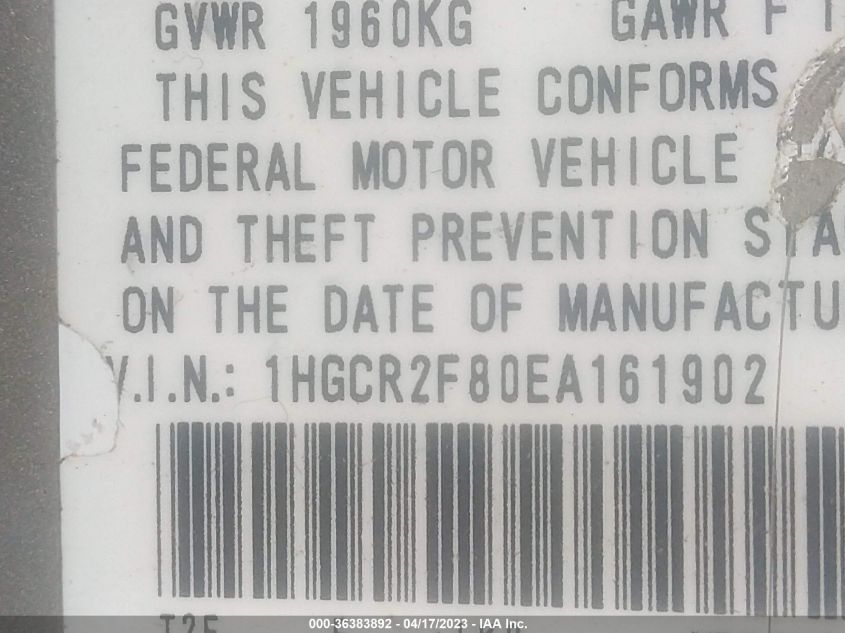 GVWR 1960KG GAWR F
THIS VEHICLE CONFORMS
FEDERAL MOTOR VEHICLE
AND THEFT PREVENTION STA
ON THE DATE OF MANUFACTU
V.I.N.: 1HGCR2F80EA161902
000-36383892 - 04/17/2023 - IAA Inc.